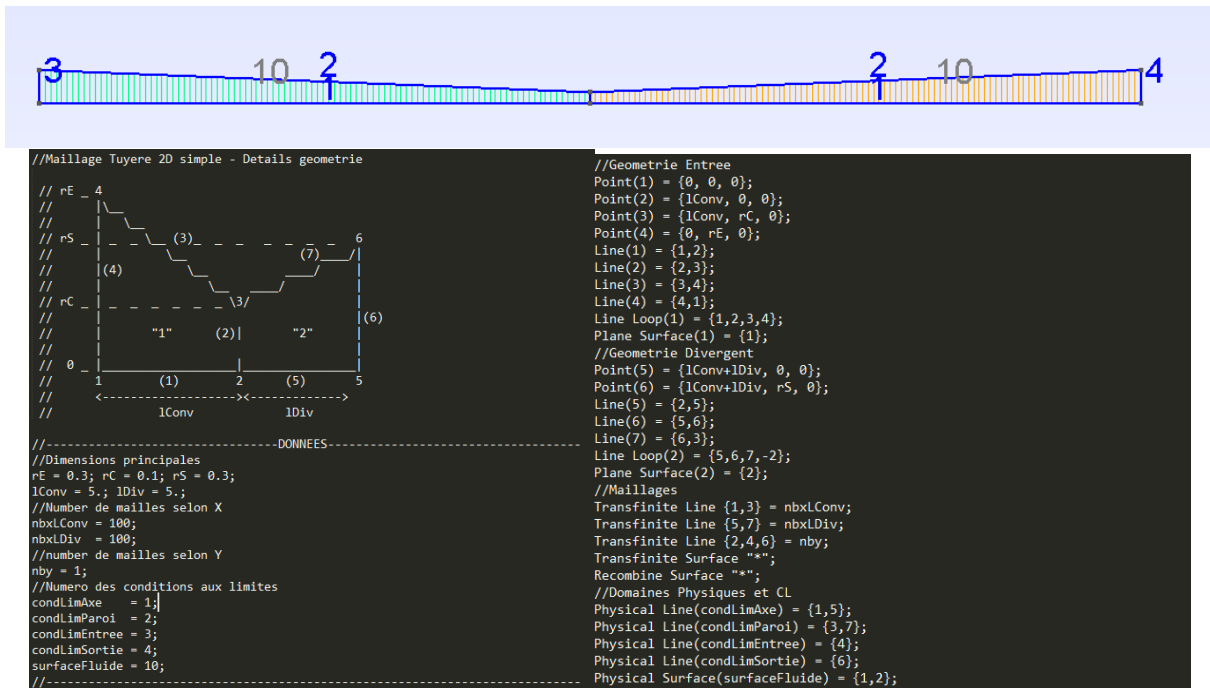 3 10 2 2 10 4
1 1
//Maillage Tuyere 2D simple - Details geometrie
// rE _ 4
//      |\__
//      |   \__
// rS _ | _ _ \__ (3)_ _ _ _ _ _ _ 6
//      |          \__          (7)____/|
//      |(4)          \__      ____/    |
//      |                \__ ____/      |
// rC _ | _ _ _ _ _ _ \3/       |
//      |                               |(6)
//      |     "1"     (2)|     "2"      |
//      |                |              |
//  0 _ |________________|______________|
//      1      (1)       2     (5)      5
//      <-------------------><------------->
//             lConv           lDiv
//---------------------------------DONNEES------------------------------------
//Dimensions principales
rE = 0.3; rC = 0.1; rS = 0.3;
lConv = 5.; lDiv = 5.;
//Number de mailles selon X
nbxLConv = 100;
nbxLDiv  = 100;
//number de mailles selon Y
nby = 1;
//Numero des conditions aux limites
condLimAxe    = 1;
condLimParoi  = 2;
condLimEntree = 3;
condLimSortie = 4;
surfaceFluide = 10;
//----------------------------------------------------------------------------
//Geometrie Entree
Point(1) = {0, 0, 0};
Point(2) = {lConv, 0, 0};
Point(3) = {lConv, rC, 0};
Point(4) = {0, rE, 0};
Line(1) = {1,2};
Line(2) = {2,3};
Line(3) = {3,4};
Line(4) = {4,1};
Line Loop(1) = {1,2,3,4};
Plane Surface(1) = {1};
//Geometrie Divergent
Point(5) = {lConv+lDiv, 0, 0};
Point(6) = {lConv+lDiv, rS, 0};
Line(5) = {2,5};
Line(6) = {5,6};
Line(7) = {6,3};
Line Loop(2) = {5,6,7,-2};
Plane Surface(2) = {2};
//Maillages
Transfinite Line {1,3} = nbxLConv;
Transfinite Line {5,7} = nbxLDiv;
Transfinite Line {2,4,6} = nby;
Transfinite Surface "*";
Recombine Surface "*";
//Domaines Physiques et CL
Physical Line(condLimAxe) = {1,5};
Physical Line(condLimParoi) = {3,7};
Physical Line(condLimEntree) = {4};
Physical Line(condLimSortie) = {6};
Physical Surface(surfaceFluide) = {1,2};